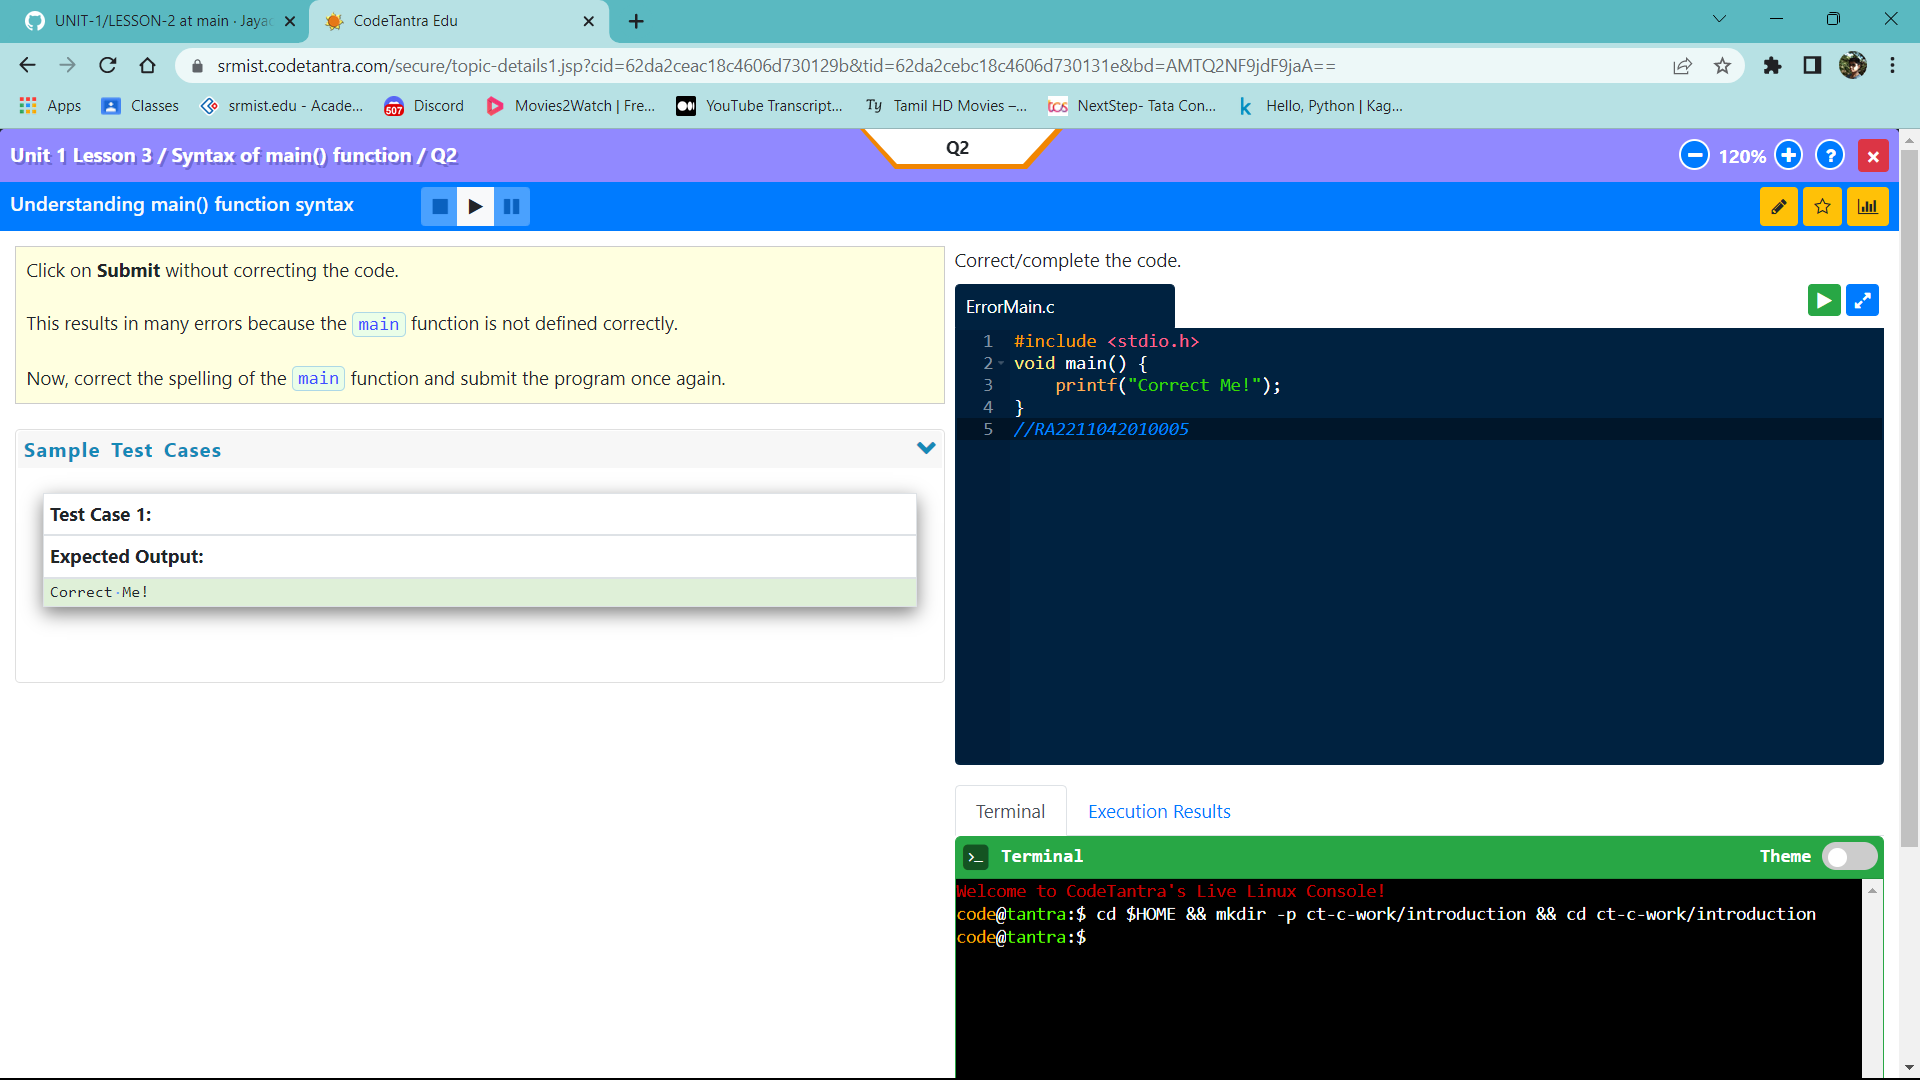 UNIT-1/LESSON-2 at main · Jayac
CodeTantra Edu
srmist.codetantra.com/secure/topic-details1.jsp?cid=62da2ceac18c4606d730129b&tid=62da2cebc18c4606d730131e&bd=AMTQ2NF9jdF9jaA==
Apps
Classes
srmist.edu - Acade...
507
Discord
Movies2Watch | Fre...
YouTube Transcript...
Ty
Tamil HD Movies –...
tcs
NextStep- Tata Con...
k
Hello, Python | Kag...
Unit 1 Lesson 3 / Syntax of main() function / Q2
Q2
120%
?
Understanding main() function syntax
Click on Submit without correcting the code.
This results in many errors because the main function is not defined correctly.
Now, correct the spelling of the main function and submit the program once again.
Sample Test Cases
Test Case 1:
Expected Output:
Correct·Me!
Correct/complete the code.
ErrorMain.c
1 #include <stdio.h>
2 void main() {
3 printf("Correct Me!");
4 }
5 //RA2211042010005
Terminal
Execution Results
>_ Terminal
Theme
Welcome to CodeTantra's Live Linux Console!
code@tantra:$ cd $HOME && mkdir -p ct-c-work/introduction && cd ct-c-work/introduction
code@tantra:$